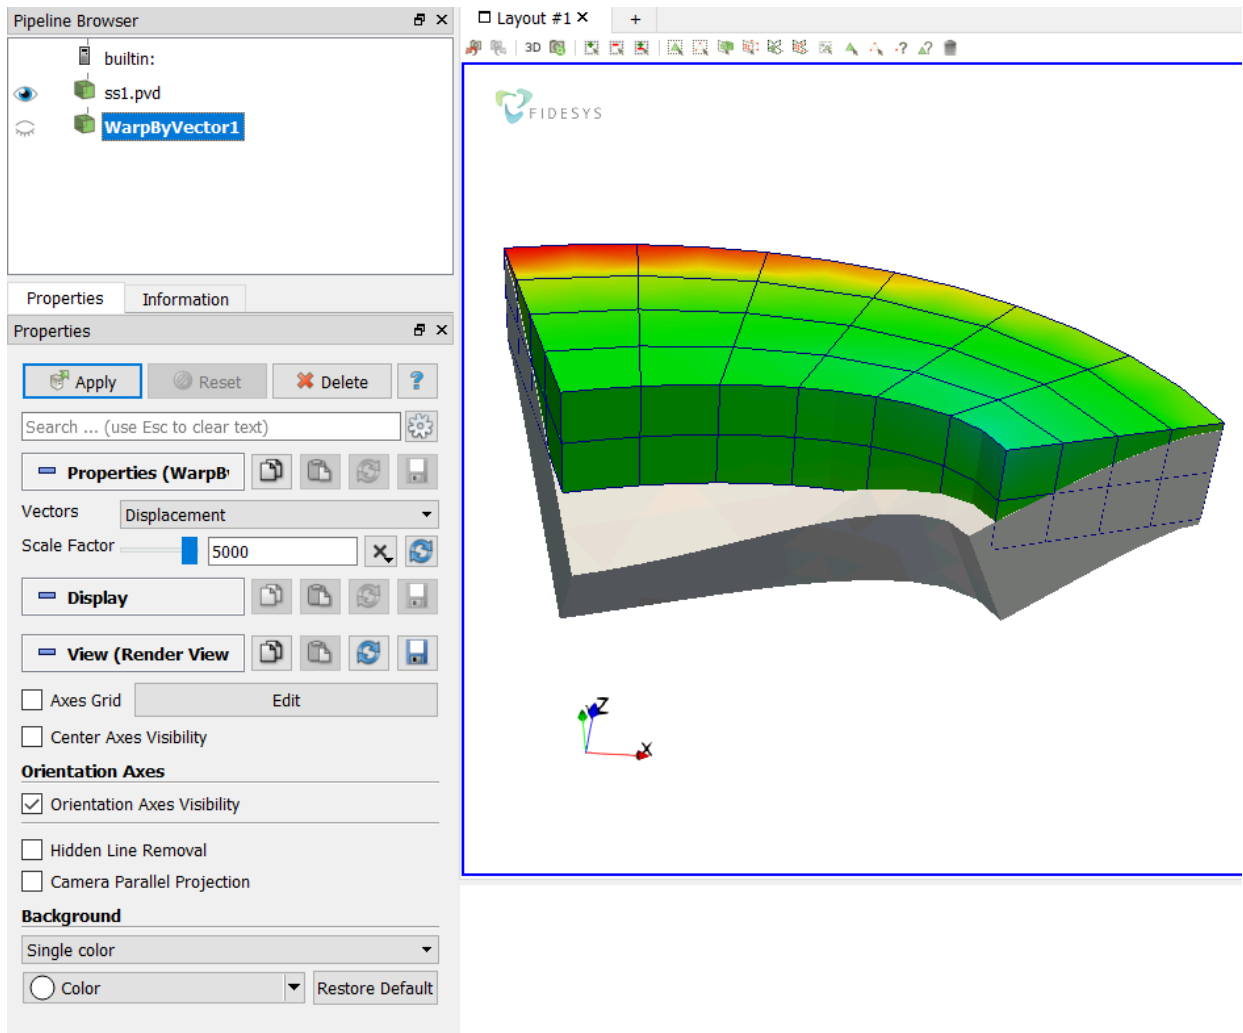 Pipeline Browser
builtin:
ss1.pvd
WarpByVector1
Properties
Information
Properties
Apply
Reset
Delete
?
Search ... (use Esc to clear text)
Properties (WarpB
Vectors
Displacement
Scale Factor
5000
Display
View (Render View
Axes Grid
Edit
Center Axes Visibility
Orientation Axes
Orientation Axes Visibility
Hidden Line Removal
Camera Parallel Projection
Background
Single color
Color
Restore Default
Layout #1
+
3D
FIDESYS
Z
X